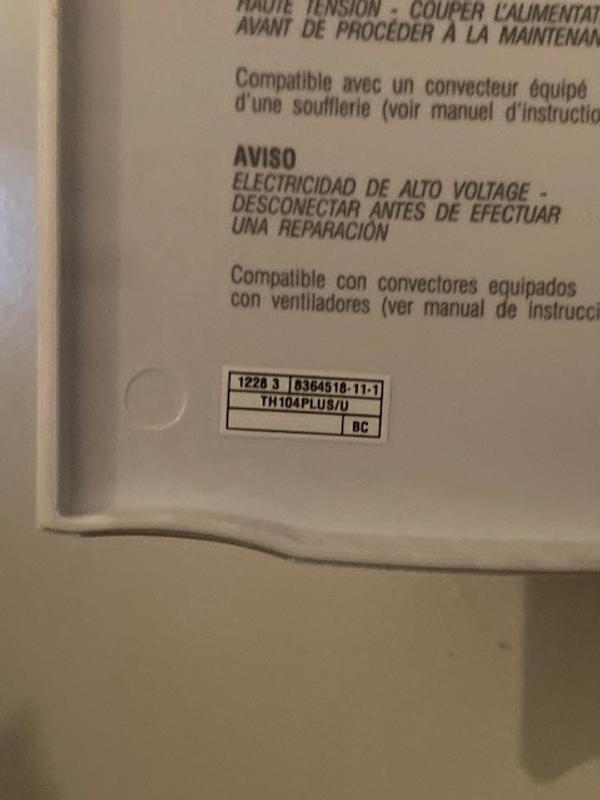 HAUTE TENSION - COUPER L'ALIMENTAT
AVANT DE PROCÉDER À LA MAINTENAN
Compatible avec un convecteur équipé
d'une soufflerie (voir manuel d'instructio
AVISO
ELECTRICIDAD DE ALTO VOLTAGE -
DESCONECTAR ANTES DE EFECTUAR
UNA REPARACIÓN
Compatible con convectores equipados
con ventiladores (ver manual de instrucci
1228 3 8364518-11-1
TH104PLUS/U
BC